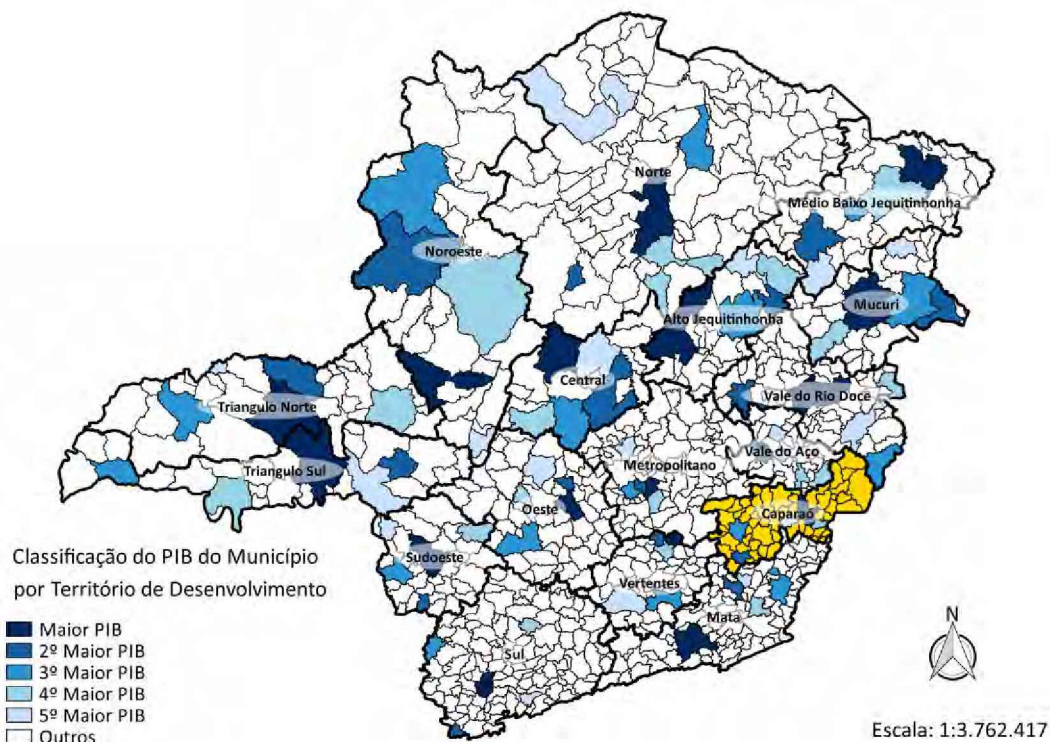 Norte
Médio Baixo Jequitinhonha
Noroeste
Mucuri
Alto Jequitinhonha
Central
Vale do Rio Doce
Triangulo Norte
Vale do Aço
Metropolitano
Triangulo Sul
Oeste
Caparaó
Sudoeste
Vertentes
Mata
Sul
Classificação do PIB do Município
por Território de Desenvolvimento
Maior PIB
2º Maior PIB
3º Maior PIB
4º Maior PIB
5º Maior PIB
Outros
N
Escala: 1:3.762.417